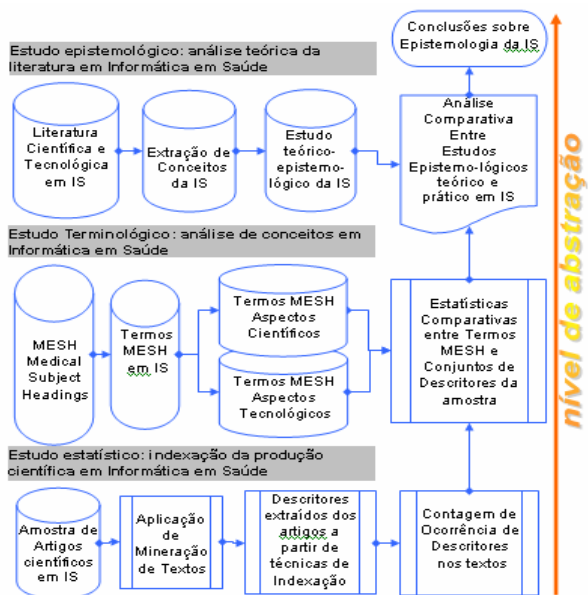 Conclusões sobre
Epistemologia da IS
Estudo epistemológico: análise teórica da
literatura em Informática em Saúde
Literatura
Científica e
Tecnológica
em IS
Extração de
Conceitos
da IS
Estudo
teórico-
epistemo-
lógico da IS
Análise
Comparativa
Entre
Estudos
Epistemo-lógicos
teórico e
prático em IS
Estudo Terminológico: análise de conceitos em
Informática em Saúde
MESH
Medical
Subject
Headings
Termos
MESH
em IS
Termos MESH
Aspectos
Científicos
Termos MESH
Aspectos
Tecnológicos
Estatísticas
Comparativas
entre Termos
MESH e
Conjuntos de
Descritores da
amostra
Estudo estatístico: indexação da produção
científica em Informática em Saúde
Amostra de
Artigos
científicos
em IS
Aplicação
de
Mineração
de Textos
Descritores
extraídos dos
artigos a
partir de
técnicas de
Indexação
Contagem de
Ocorrência de
Descritores
nos textos
nível de abstração